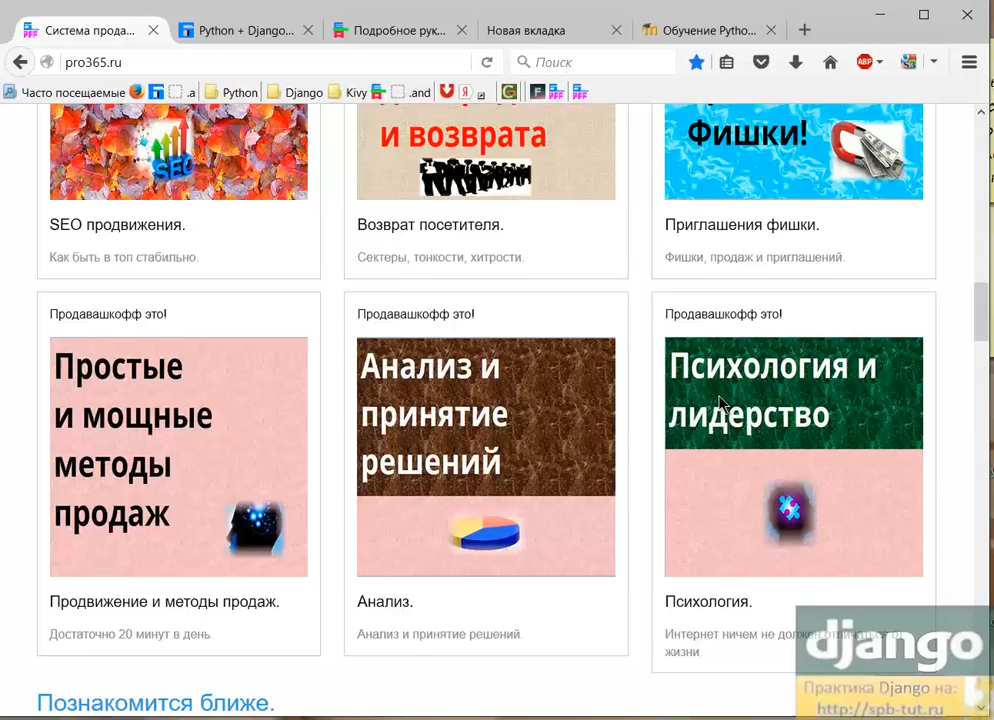 Система прода...
Python + Django...
Подробное рук...
Новая вкладка
Обучение Pytho...
pro365.ru
Поиск
ABP
Часто посещаемые
.a
Python
Django
Kivy
.and
SEO
и возврата
Фишки!
SEO продвижения.
Возврат посетителя.
Приглашения фишки.
Как быть в топ стабильно.
Сектеры, тонкости, хитрости.
Фишки, продаж и приглашений.
Продавашкофф это!
Продавашкофф это!
Продавашкофф это!
Простые
и мощные
методы
продаж
Анализ и
принятие
решений
Психология и
лидерство
Продвижение и методы продаж.
Анализ.
Психология.
Достаточно 20 минут в день.
Анализ и принятие решений.
Интернет ничем не должен отличаться от
жизни.
Познакомится ближе.
django
Практика Django на:
http://spb-tut.ru